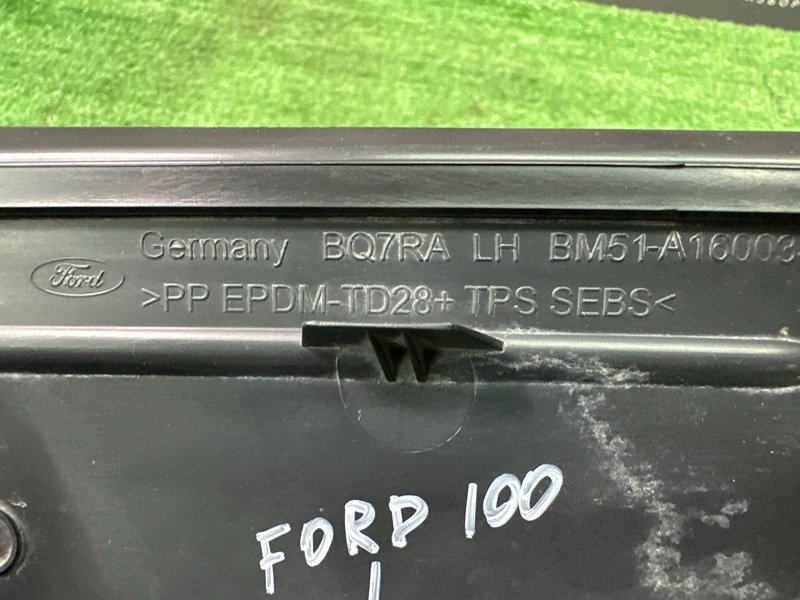 Germany BQ7RA LH BM51-A16003-
Ford
>PP EPDM-TD28+ TPS SEBS<
FORD 100